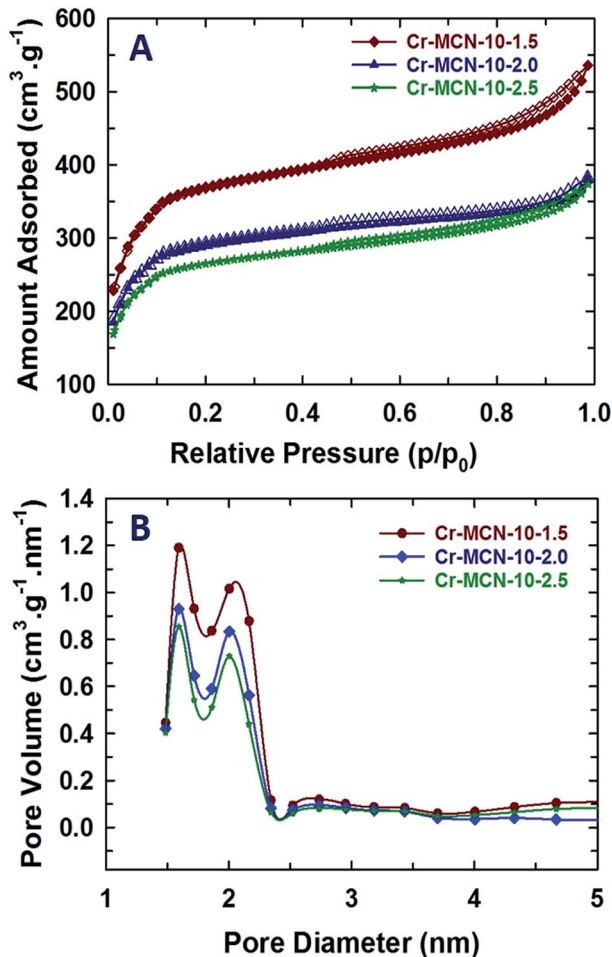 A
Cr-MCN-10-1.5
Cr-MCN-10-2.0
Cr-MCN-10-2.5
Amount Adsorbed (cm³.g⁻¹)
600
500
400
300
200
100
0.0 0.2 0.4 0.6 0.8 1.0
Relative Pressure (p/p₀)
B
Cr-MCN-10-1.5
Cr-MCN-10-2.0
Cr-MCN-10-2.5
Pore Volume (cm³.g⁻¹.nm⁻¹)
1.4
1.2
1.0
0.8
0.6
0.4
0.2
0.0
1 2 3 4 5
Pore Diameter (nm)